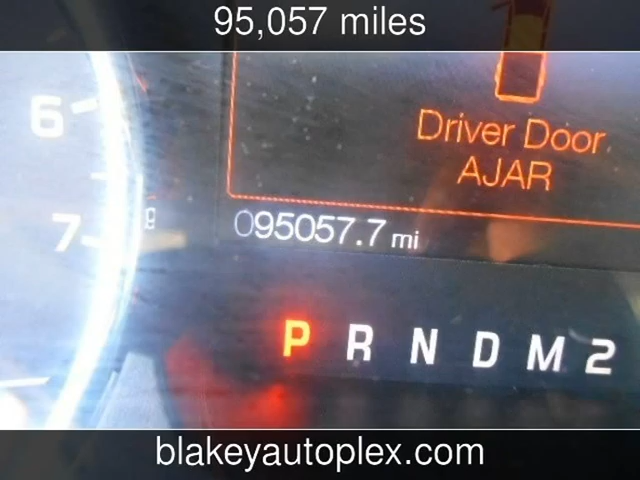 95,057 miles
6
Driver Door
AJAR
7
095057.7 mi
P R N D M 2
blakeyautoplex.com